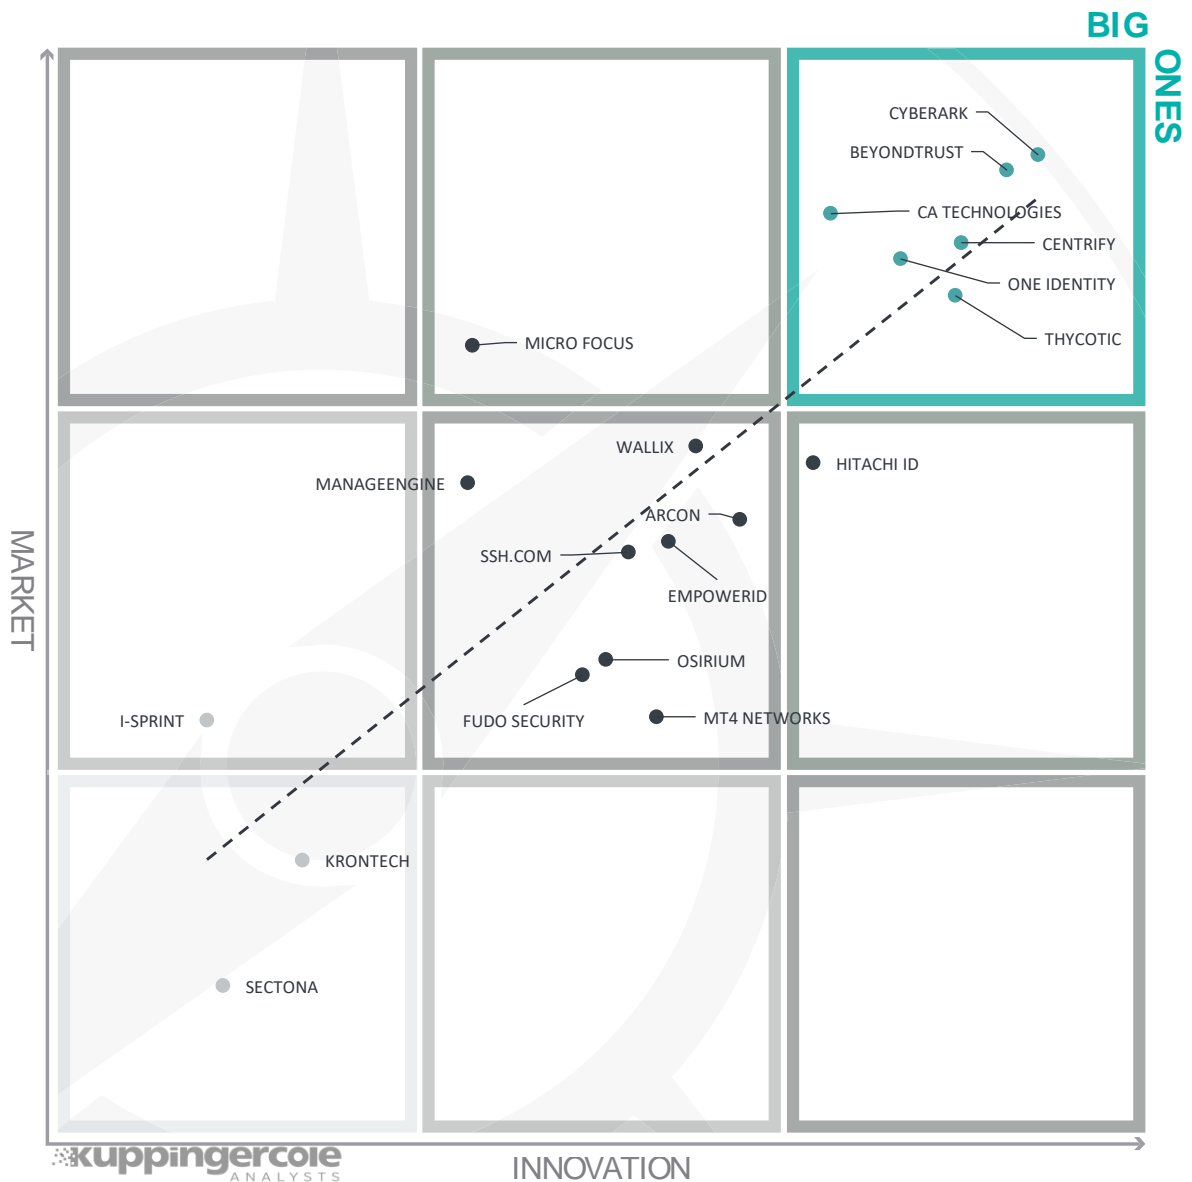 BIG
ONES
CYBERARK
BEYONDTRUST
CA TECHNOLOGIES
CENTRIFY
ONE IDENTITY
THYCOTIC
MICRO FOCUS
WALLIX
HITACHI ID
MANAGEENGINE
ARCON
SSH.COM
EMPOWERID
MARKET
OSIRIUM
I-SPRINT
FUDO SECURITY
MT4 NETWORKS
KRONTECH
SECTONA
kuppingercole
ANALYSTS
INNOVATION